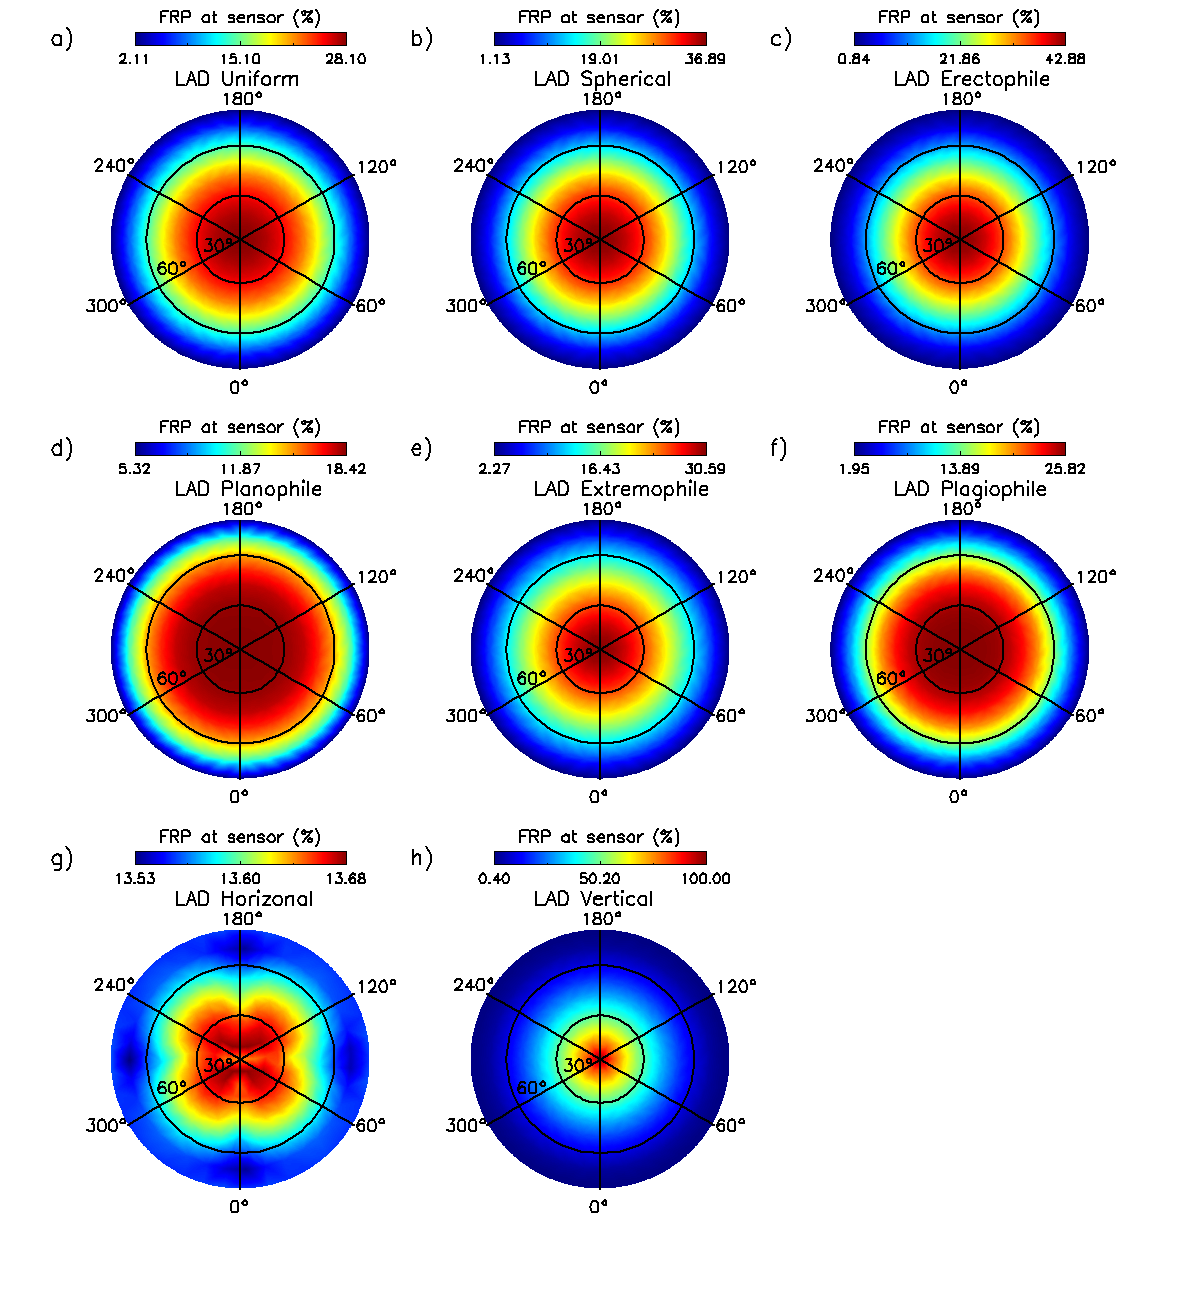 a)
FRP at sensor (%)
2.11 15.10 28.10
LAD Uniform
180°
240° 120°
30°
60°
300° 60°
0°
b)
FRP at sensor (%)
1.13 19.01 36.89
LAD Spherical
180°
240° 120°
30°
60°
300° 60°
0°
c)
FRP at sensor (%)
0.84 21.86 42.88
LAD Erectophile
180°
240° 120°
30°
60°
300° 60°
0°
d)
FRP at sensor (%)
5.32 11.87 18.42
LAD Planophile
180°
240° 120°
30°
60°
300° 60°
0°
e)
FRP at sensor (%)
2.27 16.43 30.59
LAD Extremophile
180°
240° 120°
30°
60°
300° 60°
0°
f)
FRP at sensor (%)
1.95 13.89 25.82
LAD Plagiophile
180°
240° 120°
30°
60°
300° 60°
0°
g)
FRP at sensor (%)
13.53 13.60 13.68
LAD Horizonal
180°
240° 120°
30°
60°
300° 60°
0°
h)
FRP at sensor (%)
0.40 50.20 100.00
LAD Vertical
180°
240° 120°
30°
60°
300° 60°
0°